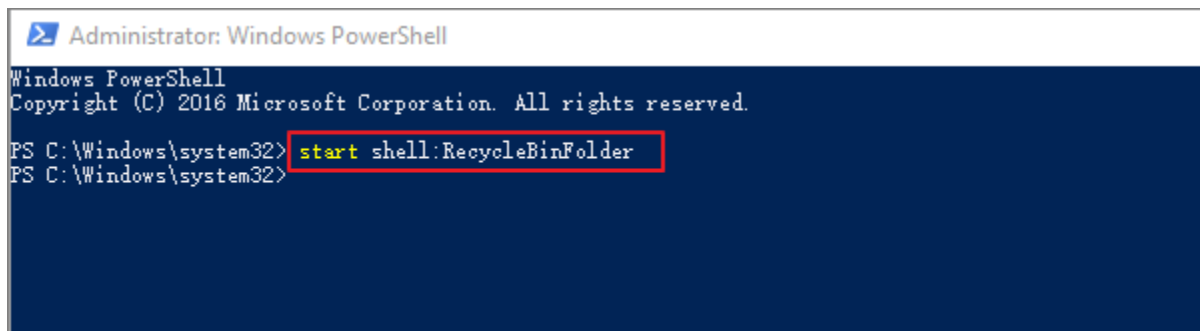 Administrator: Windows PowerShell
Windows PowerShell
Copyright (C) 2016 Microsoft Corporation. All rights reserved.
PS C:\Windows\system32> start shell:RecycleBinFolder
PS C:\Windows\system32>